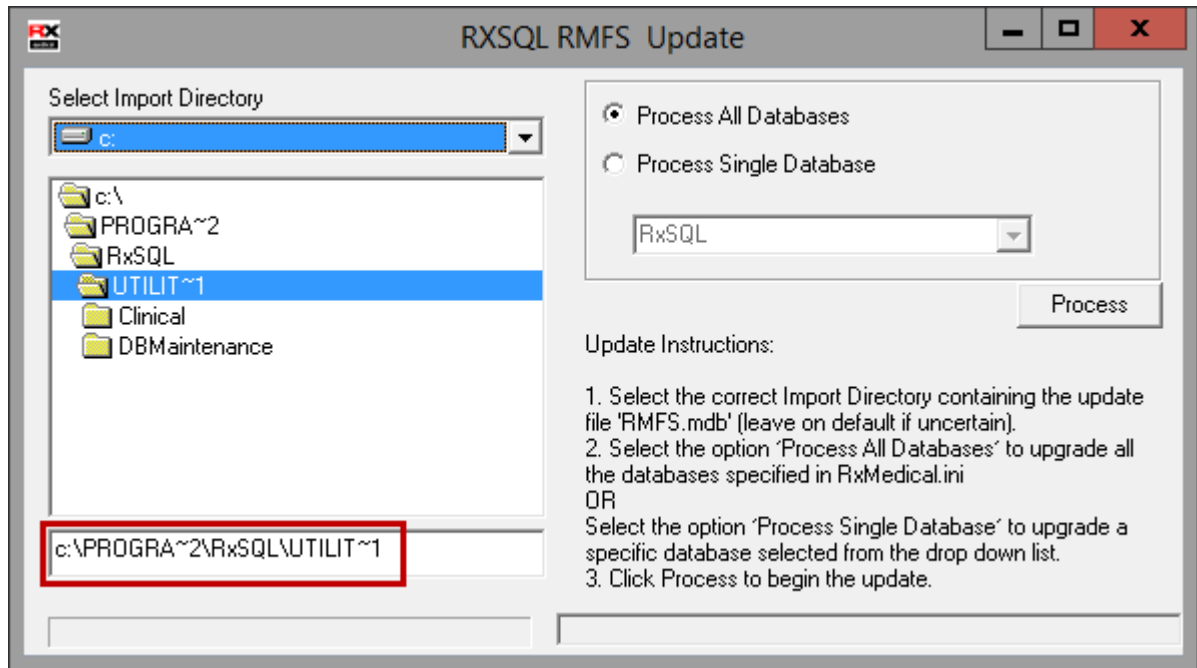 RX
RXSQL RMFS  Update
Select Import Directory
c:
c:\
PROGRA~2
RxSQL
UTILIT~1
Clinical
DBMaintenance
c:\PROGRA~2\RxSQL\UTILIT~1
Process All Databases
Process Single Database
RxSQL
Process
Update Instructions:
1. Select the correct Import Directory containing the update
file 'RMFS.mdb' (leave on default if uncertain).
2. Select the option ´Process All Databases´ to upgrade all
the databases specified in RxMedical.ini
OR
Select the option ´Process Single Database´ to upgrade a
specific database selected from the drop down list.
3. Click Process to begin the update.